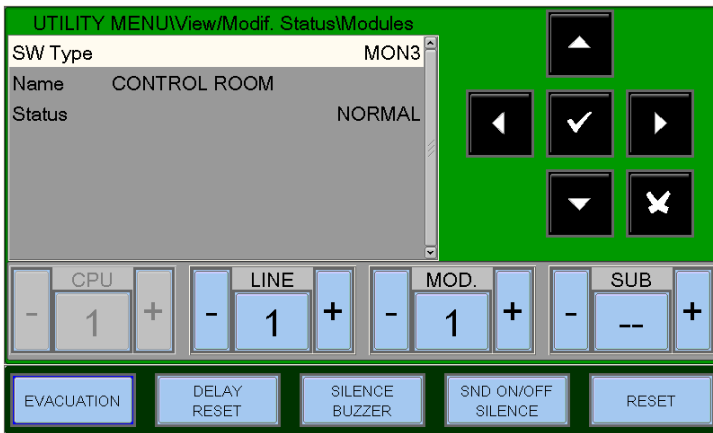 UTILITY MENU\View/Modif. Status\Modules
SW Type MON3
Name CONTROL ROOM
Status NORMAL
CPU LINE MOD. SUB
- 1 + - 1 + - 1 + - -- +
EVACUATION DELAY RESET SILENCE BUZZER SND ON/OFF SILENCE RESET